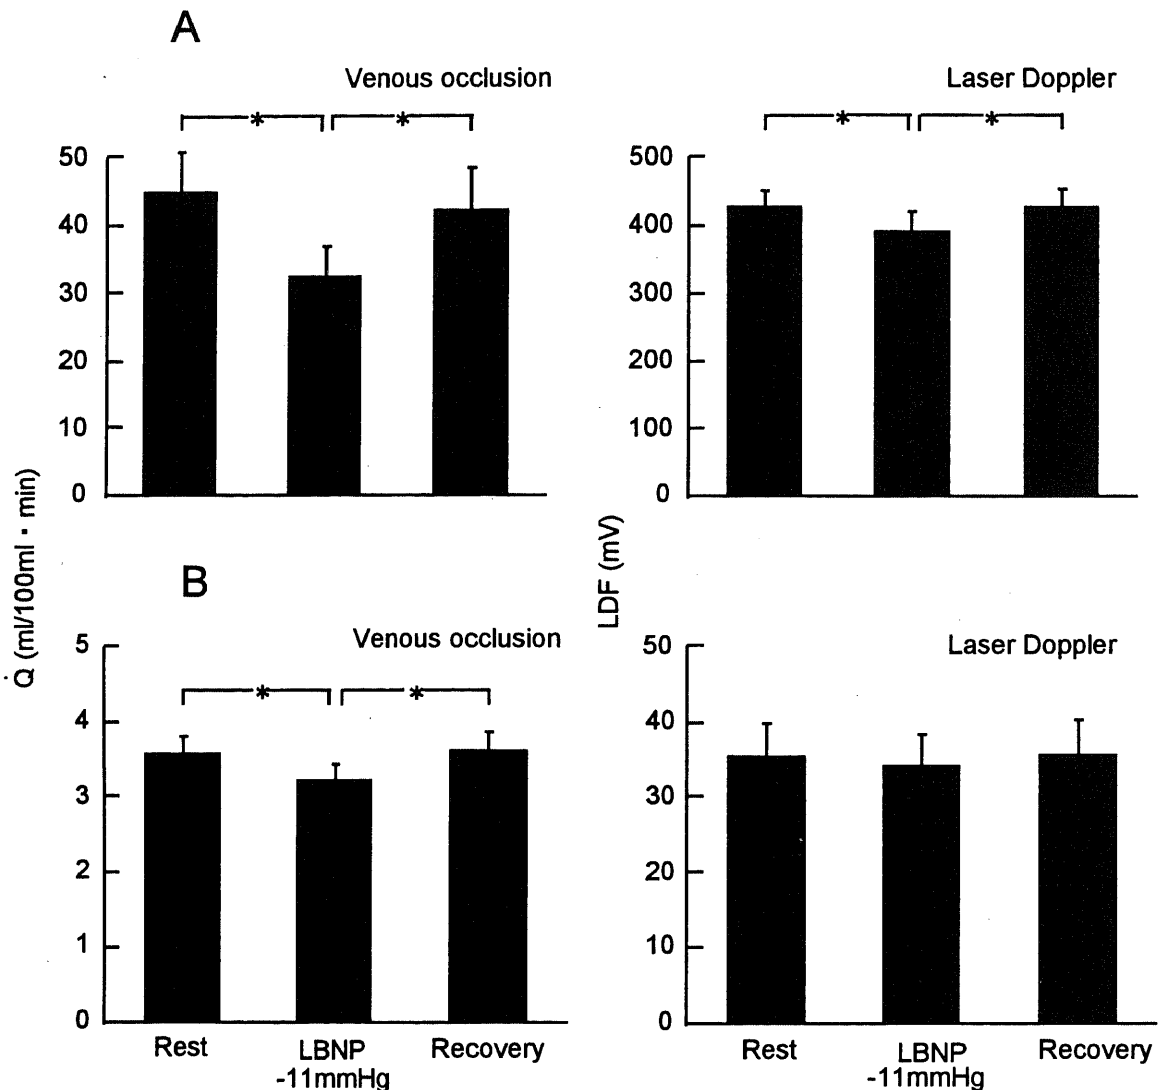 A
Venous occlusion
Laser Doppler
*
*
*
*
50
40
30
20
10
0
500
400
300
200
100
0
Q̇ (ml/100ml · min)
LDF (mV)
B
Venous occlusion
Laser Doppler
*
*
5
4
3
2
1
0
50
40
30
20
10
0
Rest
LBNP
-11mmHg
Recovery
Rest
LBNP
-11mmHg
Recovery